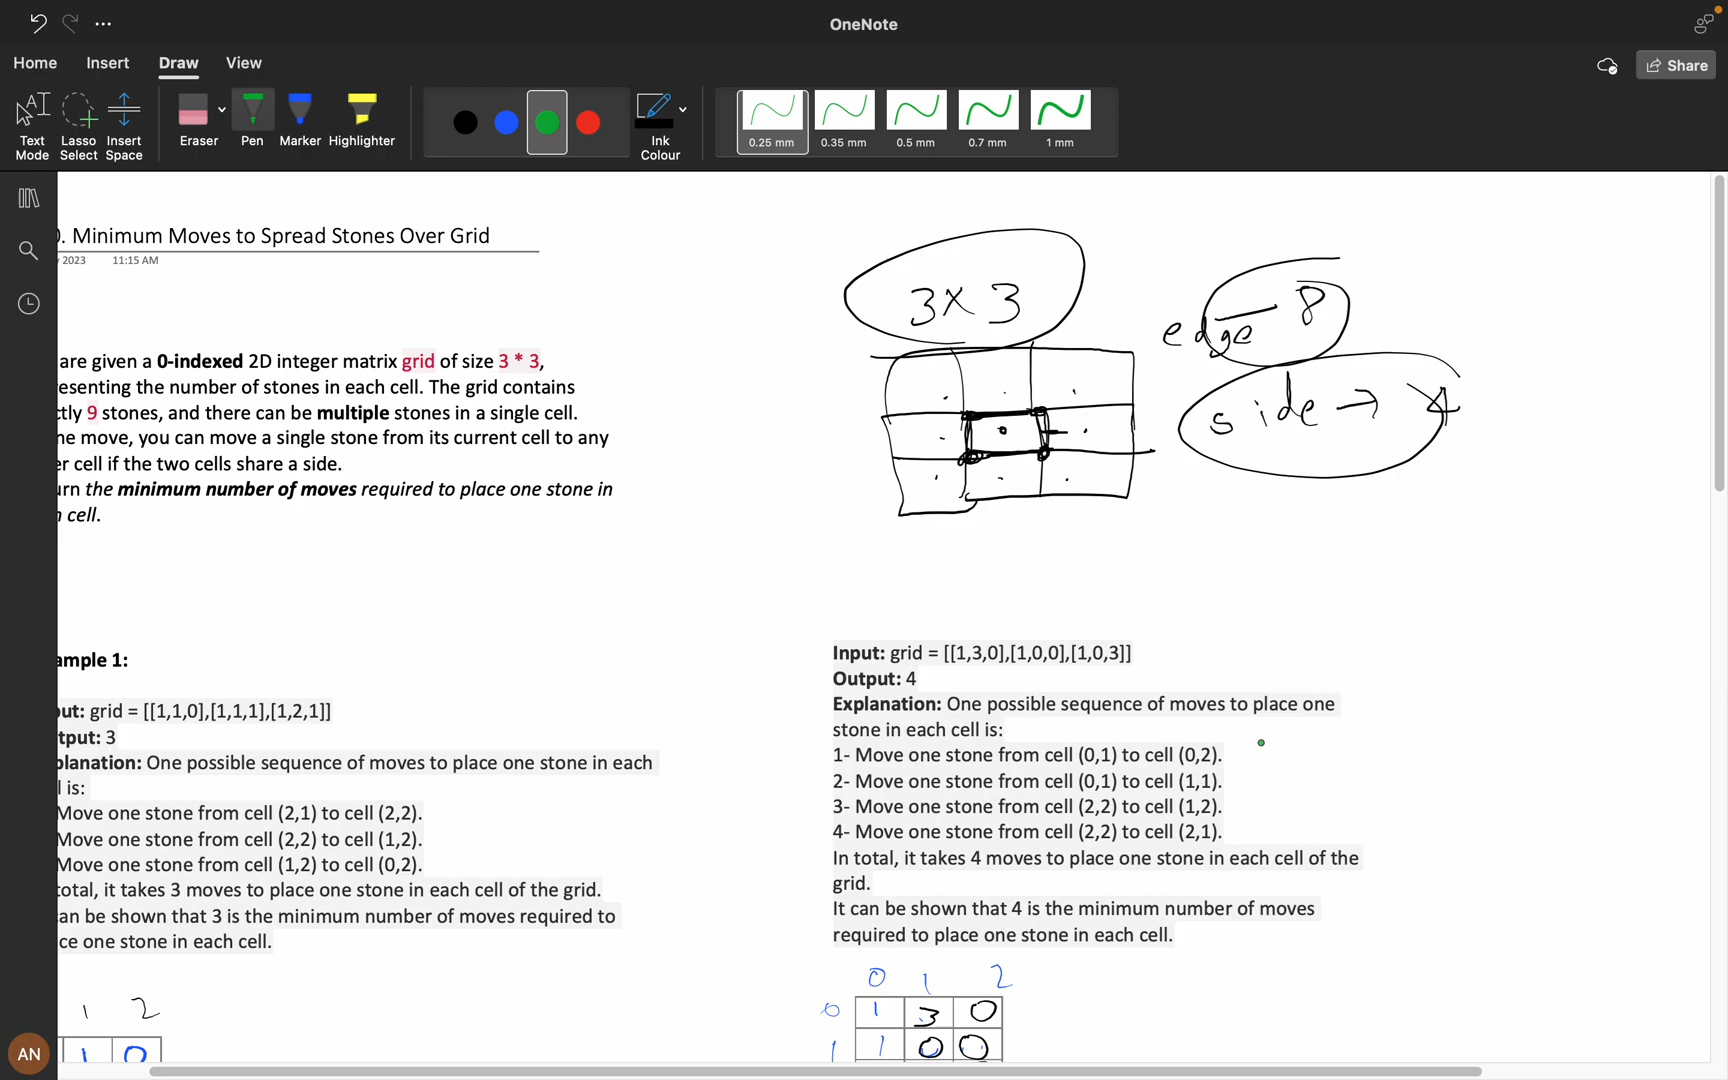 OneNote
Home Insert Draw View
Share
Text Mode
Lasso Select
Insert Space
Eraser
Pen
Marker
Highlighter
Ink Colour
0.25 mm
0.35 mm
0.5 mm
0.7 mm
1 mm
. Minimum Moves to Spread Stones Over Grid
2023 11:15 AM
are given a 0-indexed 2D integer matrix grid of size 3 * 3,
esenting the number of stones in each cell. The grid contains
ctly 9 stones, and there can be multiple stones in a single cell.
ne move, you can move a single stone from its current cell to any
er cell if the two cells share a side.
urn the minimum number of moves required to place one stone in
cell.
3 X 3
edge — 8
side → 4
ample 1:
ut: grid = [[1,1,0],[1,1,1],[1,2,1]]
tput: 3
planation: One possible sequence of moves to place one stone in each
l is:
Move one stone from cell (2,1) to cell (2,2).
Move one stone from cell (2,2) to cell (1,2).
Move one stone from cell (1,2) to cell (0,2).
total, it takes 3 moves to place one stone in each cell of the grid.
an be shown that 3 is the minimum number of moves required to
ce one stone in each cell.
1 2
1 0
Input: grid = [[1,3,0],[1,0,0],[1,0,3]]
Output: 4
Explanation: One possible sequence of moves to place one
stone in each cell is:
1- Move one stone from cell (0,1) to cell (0,2).
2- Move one stone from cell (0,1) to cell (1,1).
3- Move one stone from cell (2,2) to cell (1,2).
4- Move one stone from cell (2,2) to cell (2,1).
In total, it takes 4 moves to place one stone in each cell of the
grid.
It can be shown that 4 is the minimum number of moves
required to place one stone in each cell.
0 1 2
0 1 3 0
1 1 0 0
AN